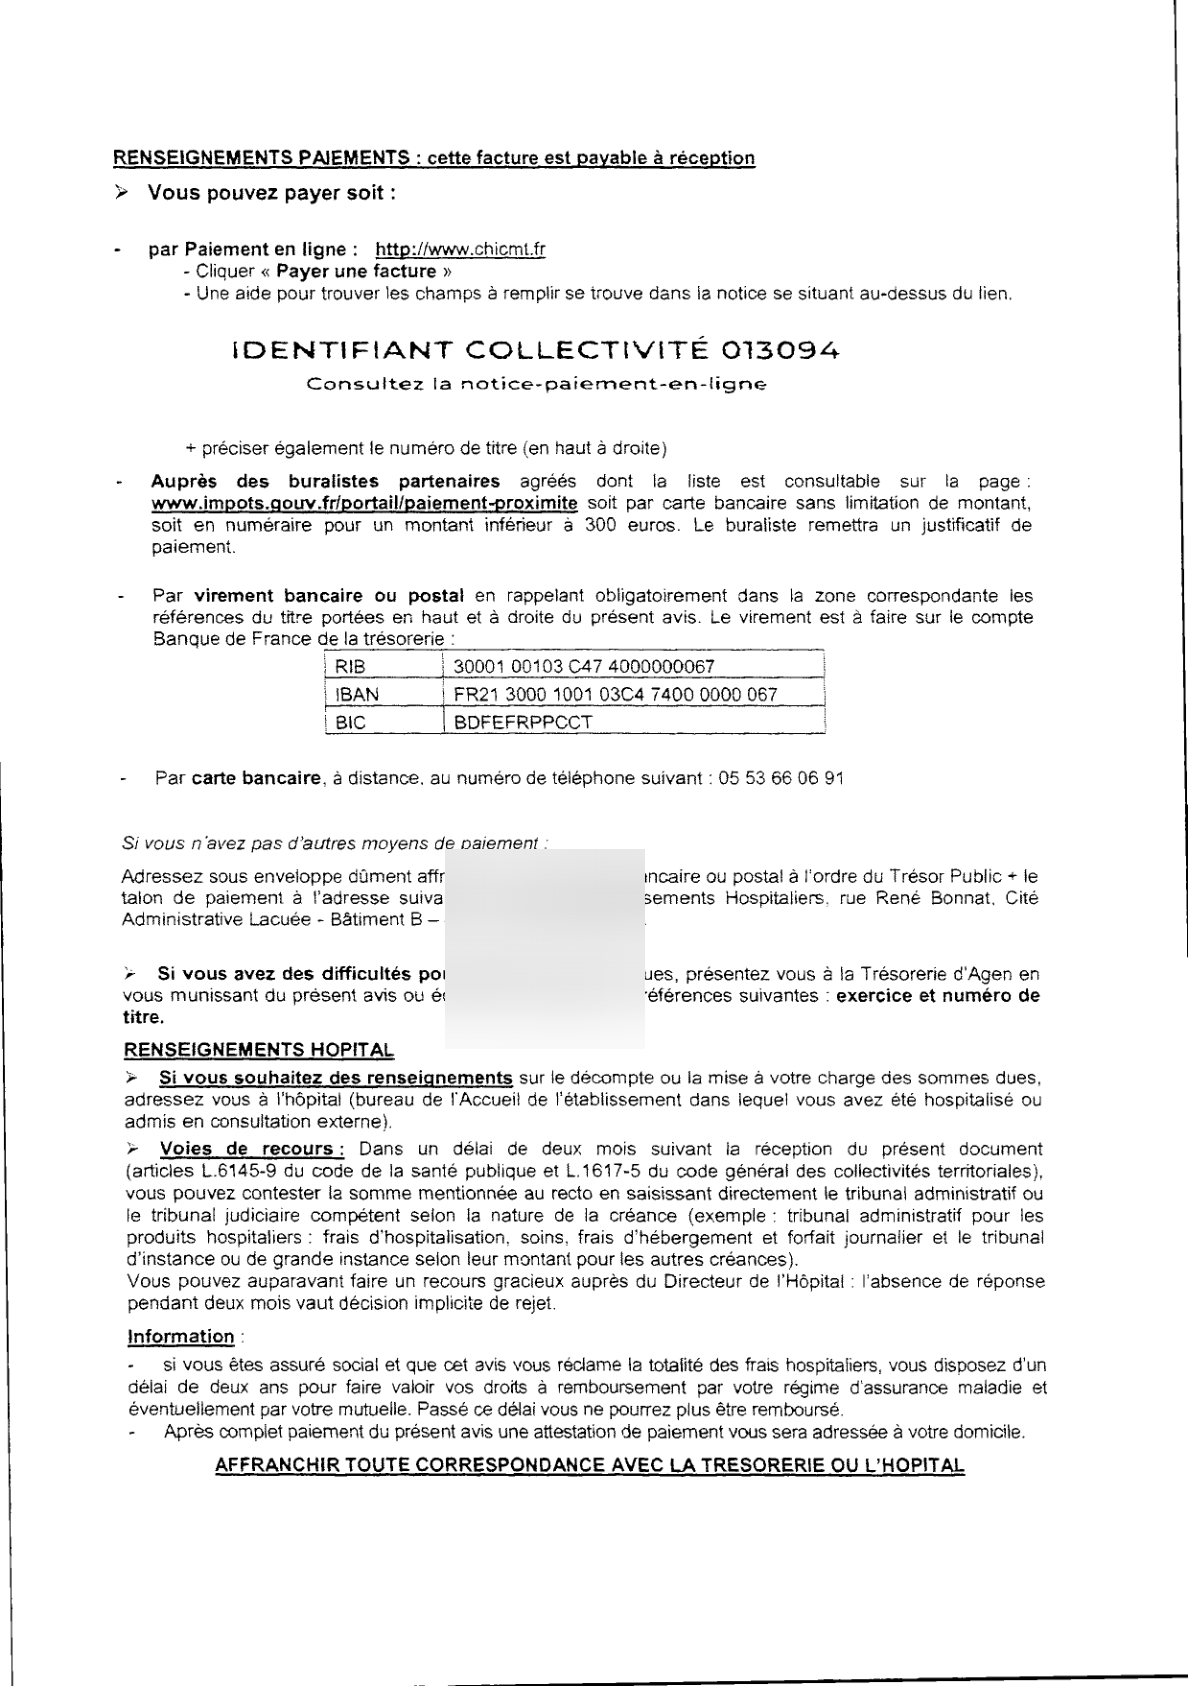 RENSEIGNEMENTS PAIEMENTS : cette facture est payable à réception
➢ Vous pouvez payer soit :
- par Paiement en ligne : http://www.chicmt.fr
- Cliquer « Payer une facture »
- Une aide pour trouver les champs à remplir se trouve dans la notice se situant au-dessus du lien.
IDENTIFIANT COLLECTIVITÉ 013094
Consultez la notice-paiement-en-ligne
+ préciser également le numéro de titre (en haut à droite)
- Auprès des buralistes partenaires agréés dont la liste est consultable sur la page :
www.impots.gouv.fr/portail/paiement-proximite soit par carte bancaire sans limitation de montant,
soit en numéraire pour un montant inférieur à 300 euros. Le buraliste remettra un justificatif de
paiement.
- Par virement bancaire ou postal en rappelant obligatoirement dans la zone correspondante les
références du titre portées en haut et à droite du présent avis. Le virement est à faire sur le compte
Banque de France de la trésorerie :
RIB 30001 00103 C47 4000000067
IBAN FR21 3000 1001 03C4 7400 0000 067
BIC BDFEFRPPCCT
- Par carte bancaire, à distance, au numéro de téléphone suivant : 05 53 66 06 91
Si vous n'avez pas d'autres moyens de paiement :
Adressez sous enveloppe dûment ou postal à l'ordre du Trésor Public + le
talon de paiement à l'adresse Hospitaliers, rue René Bonnat, Cité
Administrative Lacuée - Bâtiment B –
➢ Si vous avez des difficultés présentez vous à la Trésorerie d'Agen en
vous munissant du présent avis ou références suivantes : exercice et numéro de
titre.
RENSEIGNEMENTS HOPITAL
➢ Si vous souhaitez des renseignements sur le décompte ou la mise à votre charge des sommes dues,
adressez vous à l'hôpital (bureau de l'Accueil de l'établissement dans lequel vous avez été hospitalisé ou
admis en consultation externe).
➢ Voies de recours : Dans un délai de deux mois suivant la réception du présent document
(articles L.6145-9 du code de la santé publique et L.1617-5 du code général des collectivités territoriales),
vous pouvez contester la somme mentionnée au recto en saisissant directement le tribunal administratif ou
le tribunal judiciaire compétent selon la nature de la créance (exemple : tribunal administratif pour les
produits hospitaliers : frais d'hospitalisation, soins, frais d'hébergement et forfait journalier et le tribunal
d'instance ou de grande instance selon leur montant pour les autres créances).
Vous pouvez auparavant faire un recours gracieux auprès du Directeur de l'Hôpital : l'absence de réponse
pendant deux mois vaut décision implicite de rejet.
Information :
- si vous êtes assuré social et que cet avis vous réclame la totalité des frais hospitaliers, vous disposez d'un
délai de deux ans pour faire valoir vos droits à remboursement par votre régime d'assurance maladie et
éventuellement par votre mutuelle. Passé ce délai vous ne pourrez plus être remboursé.
- Après complet paiement du présent avis une attestation de paiement vous sera adressée à votre domicile.
AFFRANCHIR TOUTE CORRESPONDANCE AVEC LA TRESORERIE OU L'HOPITAL